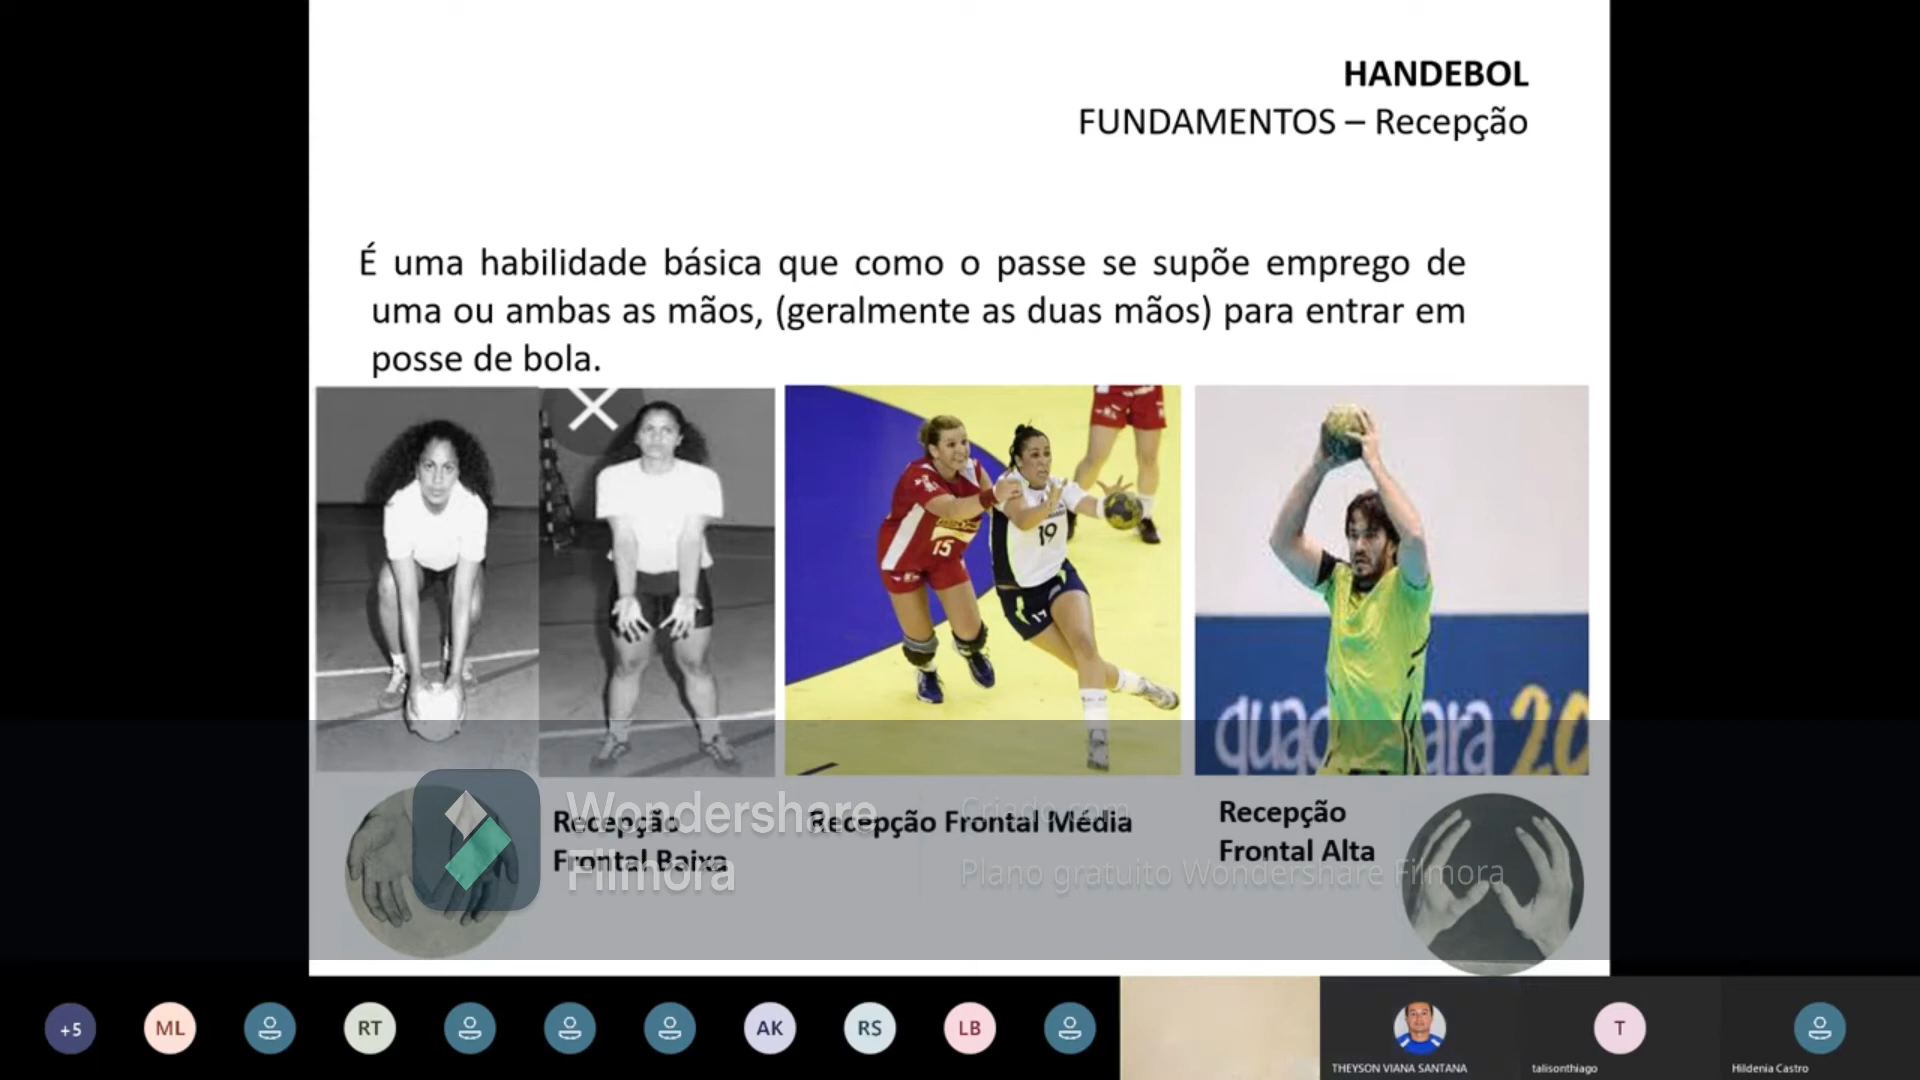 HANDEBOL
FUNDAMENTOS – Recepção
É uma habilidade básica que como o passe se supõe emprego de
uma ou ambas as mãos, (geralmente as duas mãos) para entrar em
posse de bola.
15
19
17
Recepção
Frontal Baixa
Recepção Frontal Média
Recepção
Frontal Alta
Wondershare
Filmora
Criado com
Plano gratuito Wondershare Filmora
+5
ML
RT
AK
RS
LB
T
THEYSON VIANA SANTANA
talisonthiago
Hildenia Castro